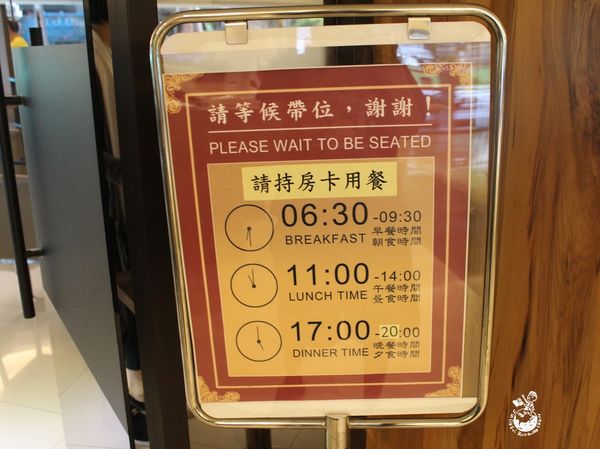 請等候帶位，謝謝！
PLEASE WAIT TO BE SEATED
請持房卡用餐
06:30-09:30
BREAKFAST
早餐時間
朝食時間
11:00-14:00
LUNCH TIME
午餐時間
昼食時間
17:00-20:00
DINNER TIME
晚餐時間
夕食時間